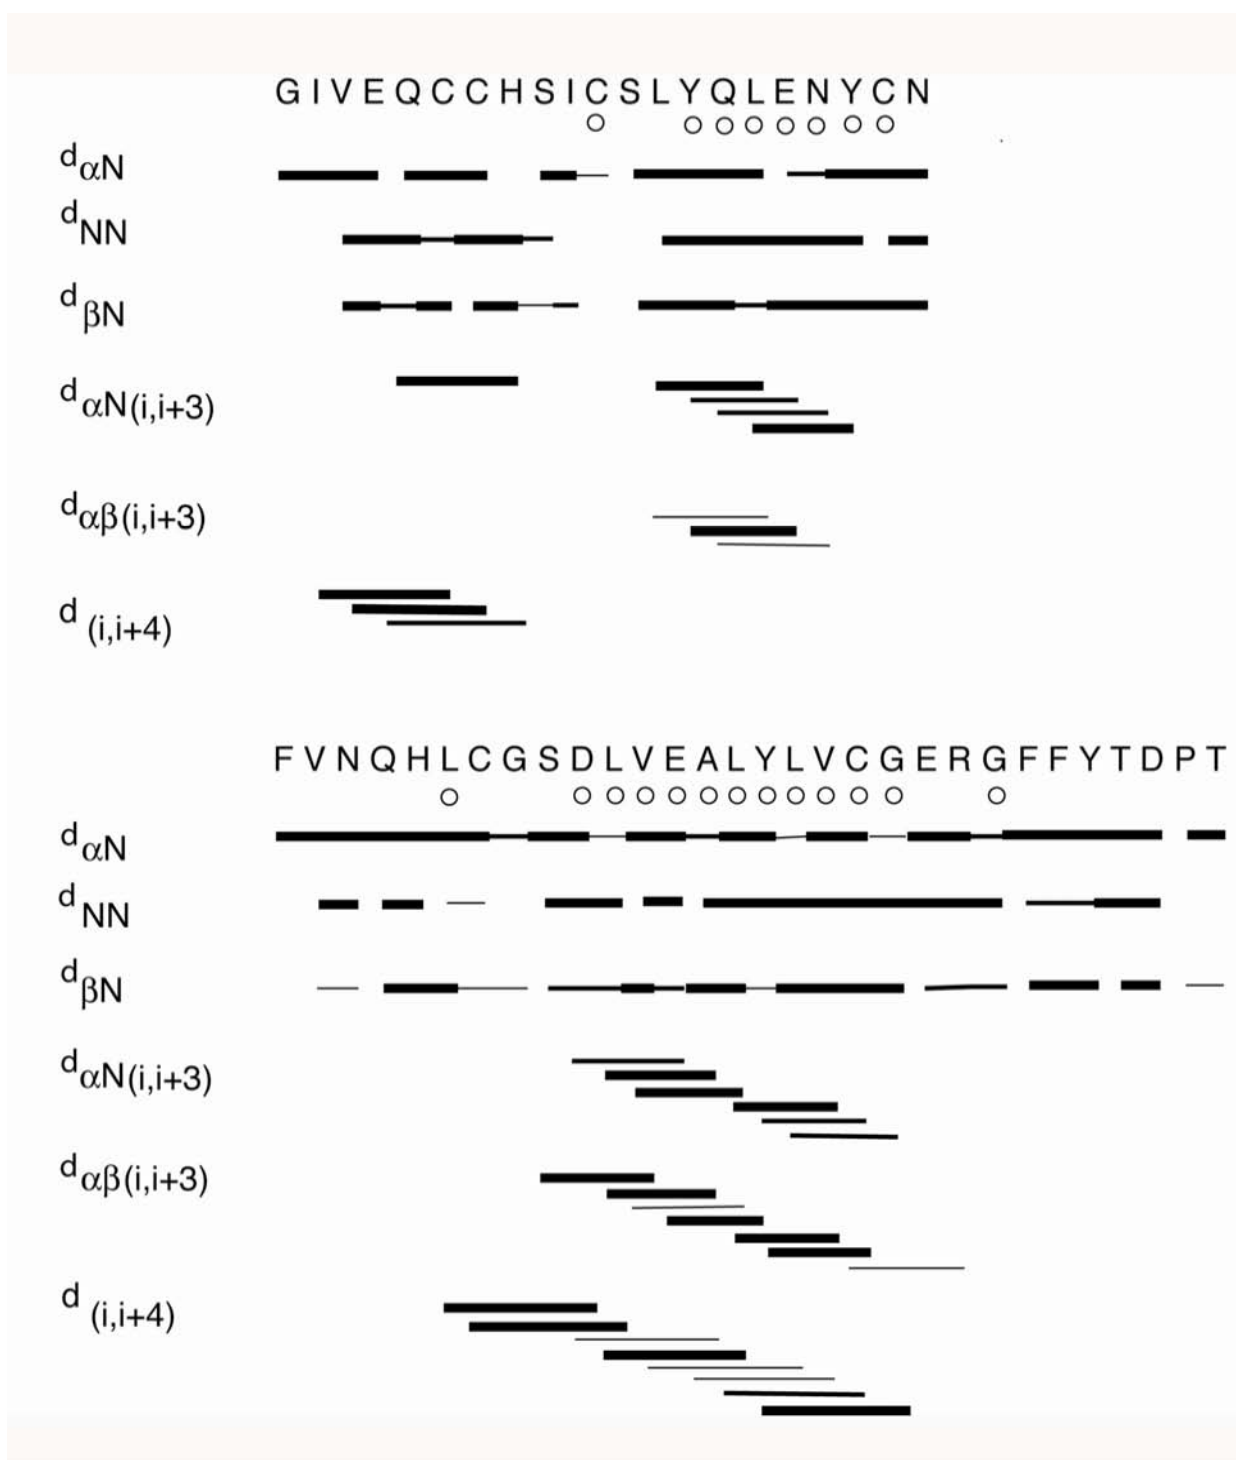 GIVEQCCHSICSLYQLENYCN
dαN
dNN
dβN
dαN(i,i+3)
dαβ(i,i+3)
d(i,i+4)
FVNQHLCGSDLVEALYLVCGERGFFYTDPT
dαN
dNN
dβN
dαN(i,i+3)
dαβ(i,i+3)
d(i,i+4)